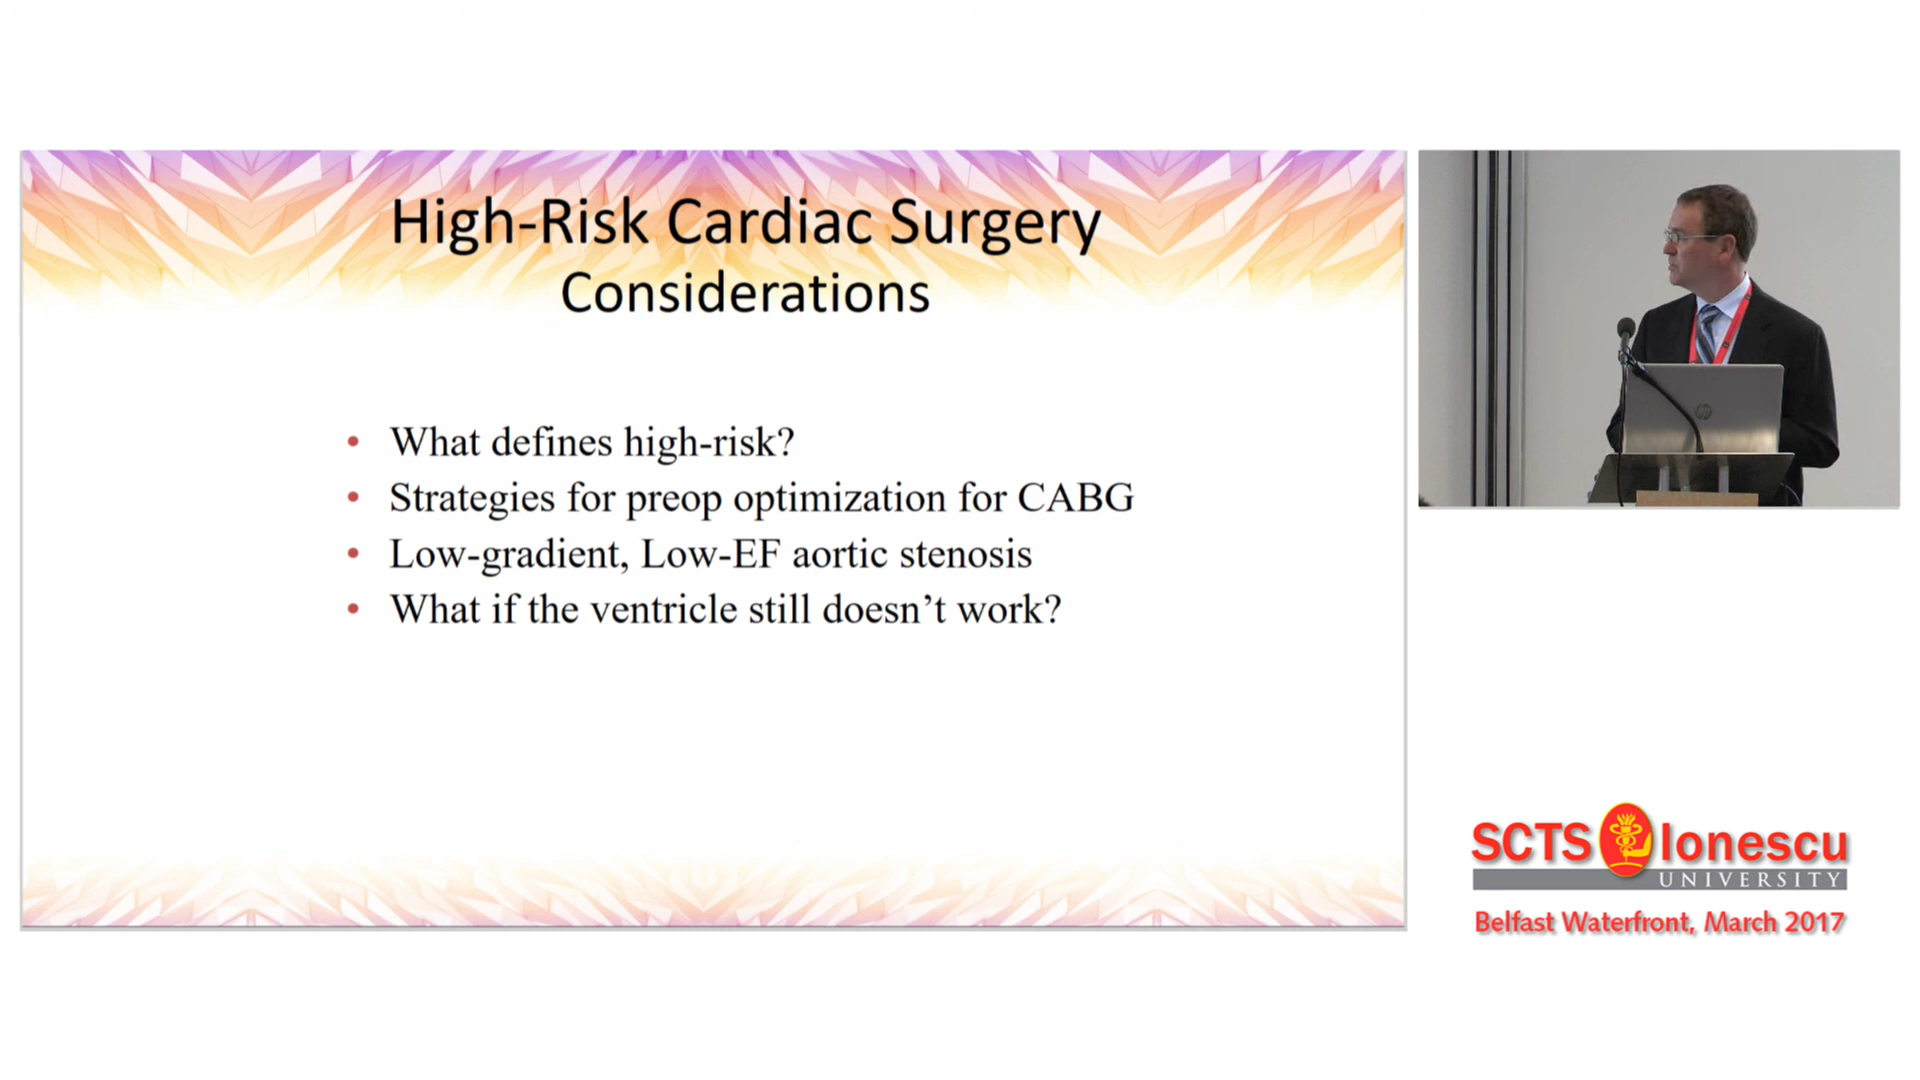 High-Risk Cardiac Surgery
Considerations
• What defines high-risk?
• Strategies for preop optimization for CABG
• Low-gradient, Low-EF aortic stenosis
• What if the ventricle still doesn’t work?
SCTS Ionescu
UNIVERSITY
Belfast Waterfront, March 2017